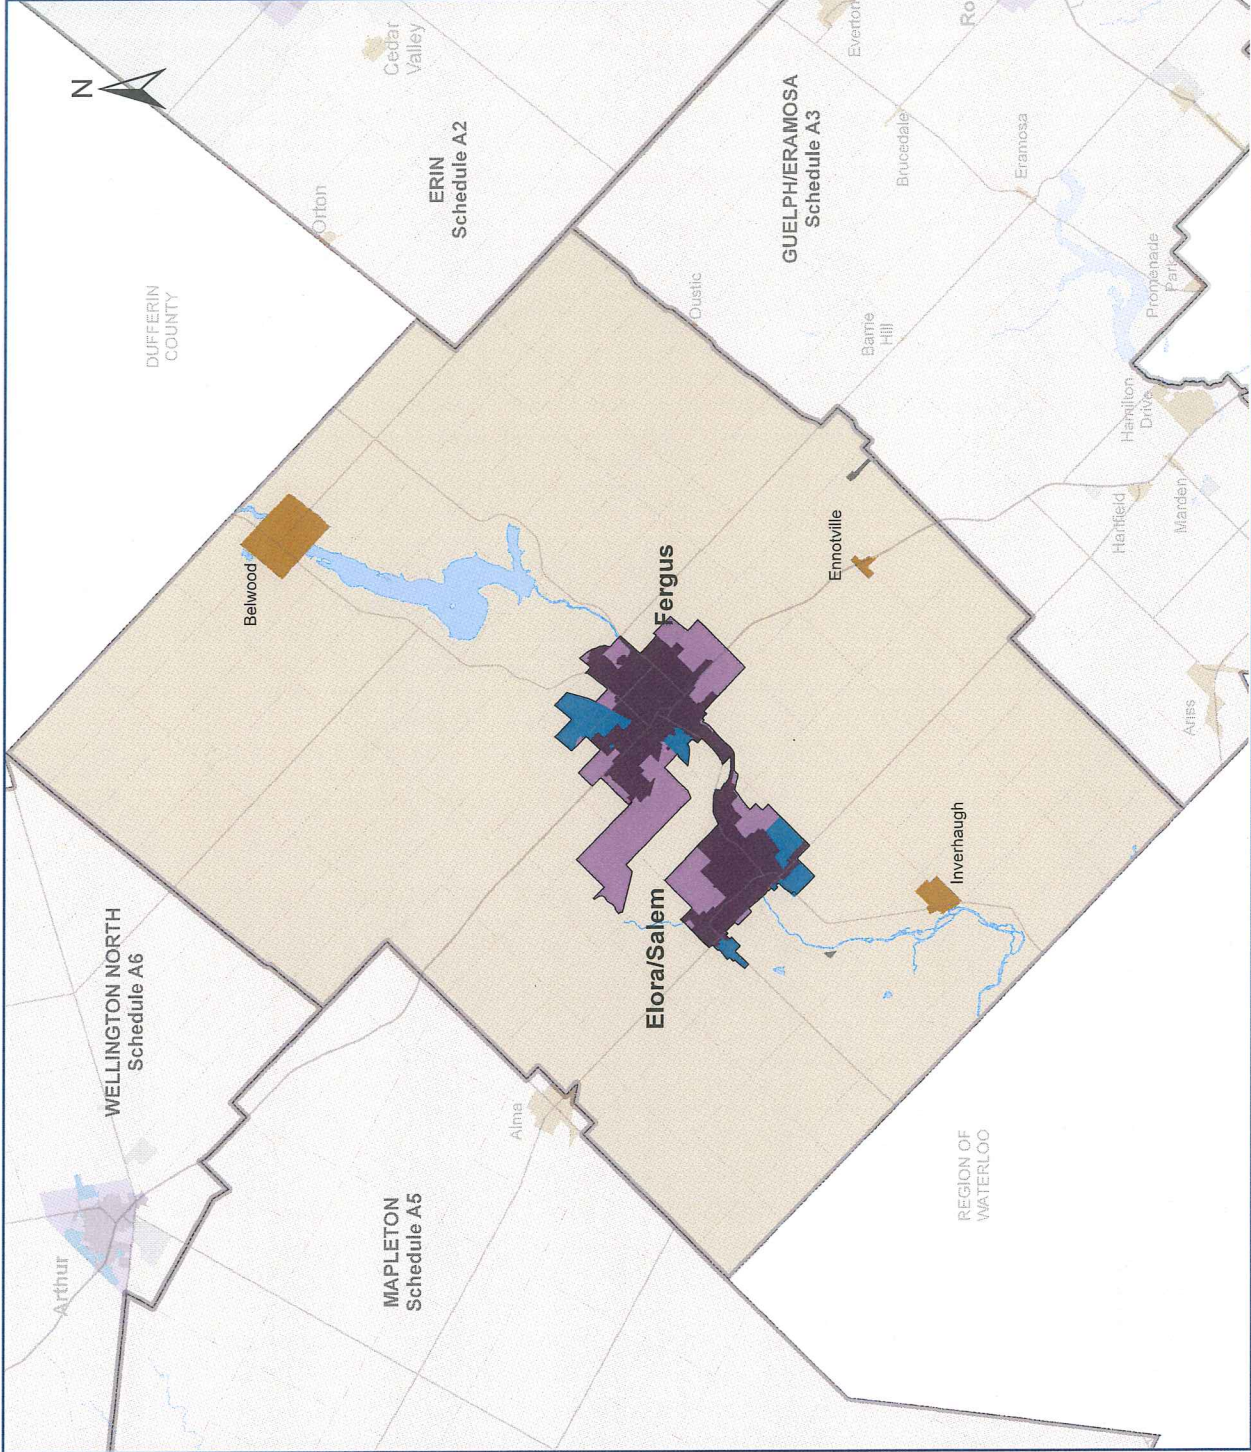 N
Arthur
WELLINGTON NORTH
Schedule A6
DUFFERIN
COUNTY
Orton
Cedar
Valley
Belwood
ERIN
Schedule A2
MAPLETON
Schedule A5
Alma
Elora/Salem
Fergus
Oustic
GUELPH/ERAMOSA
Schedule A3
Everton
Brucedale
Barrie
Hill
Ennotville
Inverhaugh
REGION OF
WATERLOO
Eramosa
Ro
Promenade
Park
Hamilton
Drive
Marden
Ariss